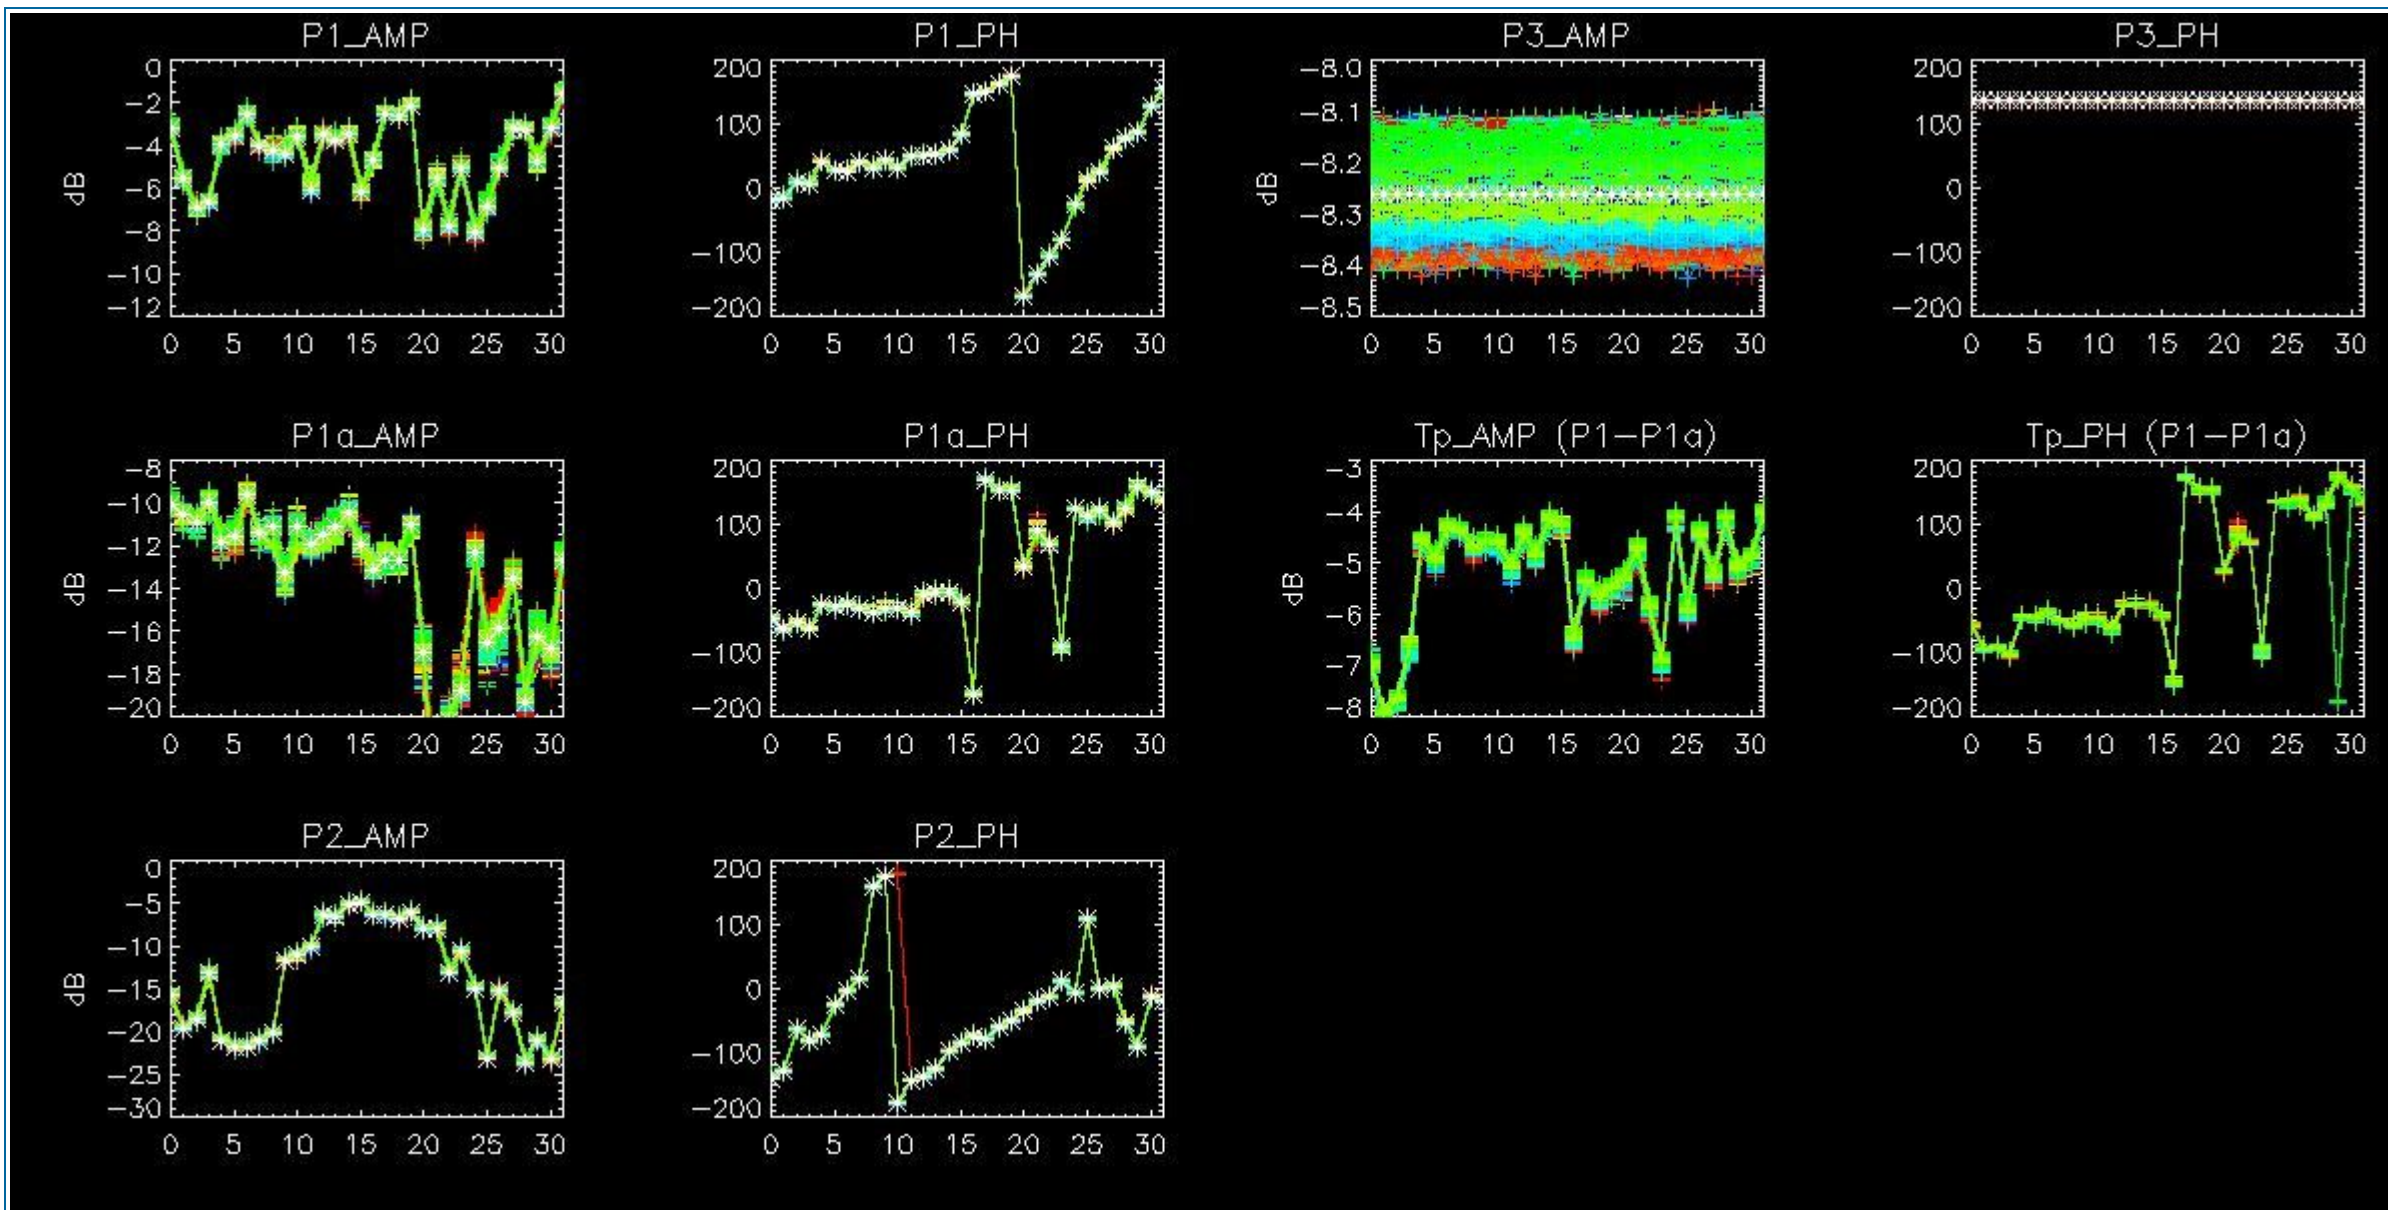 P1_AMP P1_PH P3_AMP P3_PH
0 200 -8.0 200
-2 -8.1
100 100
-4 -8.2
dB -6 0 dB 0
-8 -8.3
-100 -100
-10 -8.4
-12 -200 -8.5 -200
0 5 10 15 20 25 30 0 5 10 15 20 25 30 0 5 10 15 20 25 30 0 5 10 15 20 25 30
P1a_AMP P1a_PH Tp_AMP (P1-P1a) Tp_PH (P1-P1a)
-8 200 -3 200
-10 100 -4 100
-12
dB -14 0 dB -5 0
-16 -100 -6 -100
-18 -7
-20 -200 -8 -200
0 5 10 15 20 25 30 0 5 10 15 20 25 30 0 5 10 15 20 25 30 0 5 10 15 20 25 30
P2_AMP P2_PH
0 200
-5 100
-10
dB -15 0
-20 -100
-25
-30 -200
0 5 10 15 20 25 30 0 5 10 15 20 25 30